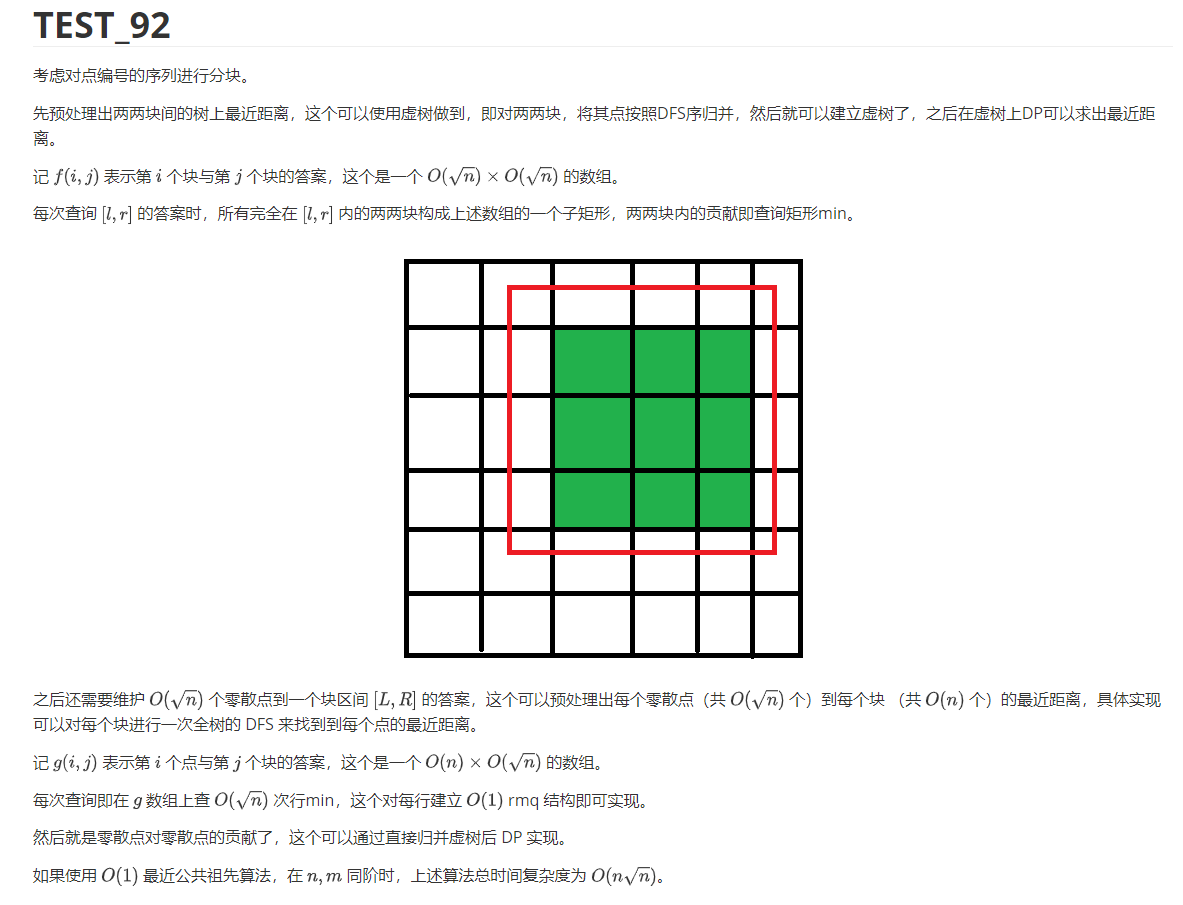 TEST_92
考虑对点编号的序列进行分块。
先预处理出两两块间的树上最近距离，这个可以使用虚树做到，即对两两块，将其点按照DFS序归并，然后就可以建立虚树了，之后在虚树上DP可以求出最近距
离。
记 f(i, j) 表示第 i 个块与第 j 个块的答案，这个是一个 O(√n) × O(√n) 的数组。
每次查询 [l, r] 的答案时，所有完全在 [l, r] 内的两两块构成上述数组的一个子矩形，两两块内的贡献即查询矩形min。
之后还需要维护 O(√n) 个零散点到一个块区间 [L, R] 的答案，这个可以预处理出每个零散点（共 O(√n) 个）到每个块 （共 O(n) 个）的最近距离，具体实现
可以对每个块进行一次全树的 DFS 来找到到每个点的最近距离。
记 g(i, j) 表示第 i 个点与第 j 个块的答案，这个是一个 O(n) × O(√n) 的数组。
每次查询即在 g 数组上查 O(√n) 次行min，这个对每行建立 O(1) rmq 结构即可实现。
然后就是零散点对零散点的贡献了，这个可以通过直接归并虚树后 DP 实现。
如果使用 O(1) 最近公共祖先算法，在 n, m 同阶时，上述算法总时间复杂度为 O(n√n)。